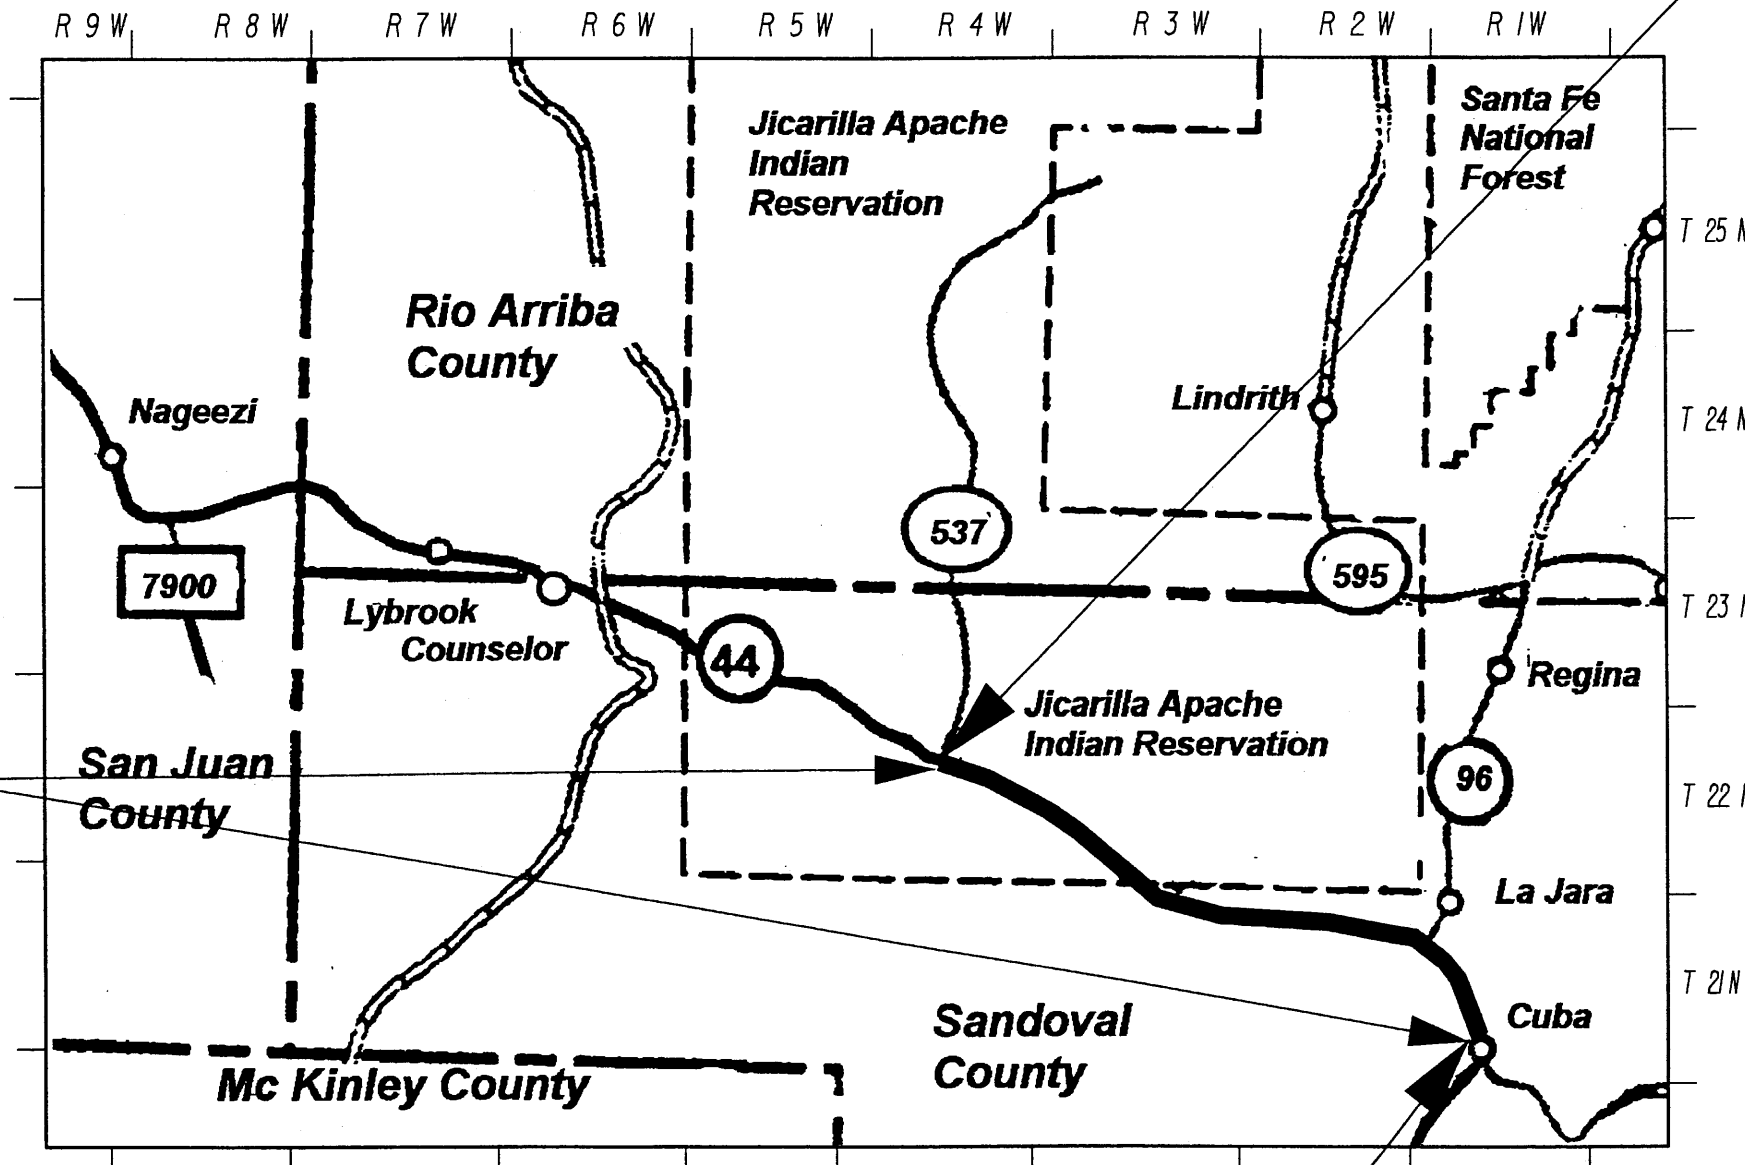 R 9 W R 8 W R 7 W R 6 W R 5 W R 4 W R 3 W R 2 W R 1 W
Jicarilla Apache
Indian
Reservation
Santa Fe
National
Forest
T 25 N
Rio Arriba
County
Nageezi
Lindrith
T 24 N
537
595
7900
T 23
Lybrook
Counselor
44
Regina
Jicarilla Apache
Indian Reservation
San Juan
County
96
T 22
La Jara
T 21 N
Sandoval
County
Cuba
Mc Kinley County